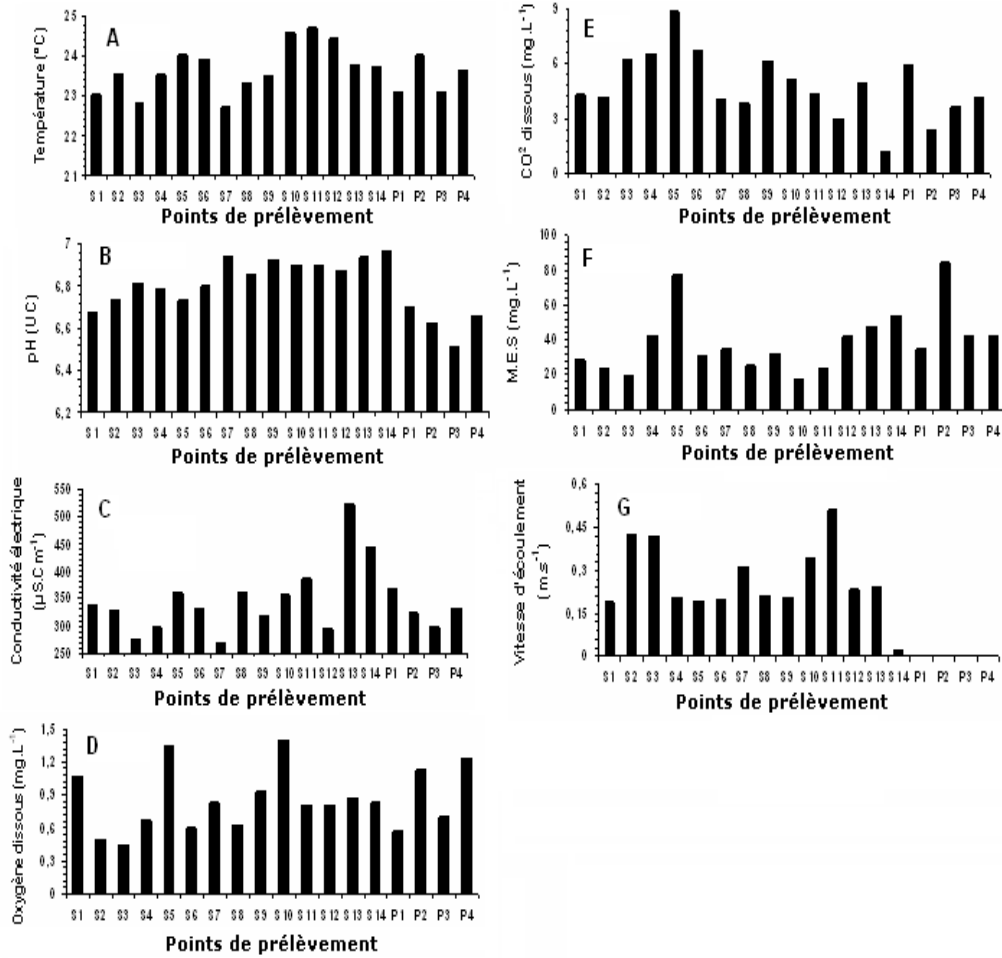 A
Température (°C)
25
24
23
22
21
S1 S2 S3 S4 S5 S6 S7 S8 S9 S10 S11 S12 S13 S14 P1 P2 P3 P4
Points de prélèvement
B
pH (UC)
7
6,8
6,6
6,4
6,2
S1 S2 S3 S4 S5 S6 S7 S8 S9 S10 S11 S12 S13 S14 P1 P2 P3 P4
Points de prélèvement
C
Conductivité électrique
(µS.Cm⁻¹)
550
500
450
400
350
300
250
S1 S2 S3 S4 S5 S6 S7 S8 S9 S10 S11 S12 S13 S14 P1 P2 P3 P4
Points de prélèvement
D
Oxygène dissous (mg.L⁻¹)
1,5
1,2
0,9
0,6
0,3
0
S1 S2 S3 S4 S5 S6 S7 S8 S9 S10 S11 S12 S13 S14 P1 P2 P3 P4
Points de prélèvement
E
CO² dissous (mg.L⁻¹)
9
6
3
0
S1 S2 S3 S4 S5 S6 S7 S8 S9 S10 S11 S12 S13 S14 P1 P2 P3 P4
Points de prélèvement
F
M.E.S (mg.L⁻¹)
100
80
60
40
20
0
S1 S2 S3 S4 S5 S6 S7 S8 S9 S10 S11 S12 S13 S14 P1 P2 P3 P4
Points de prélèvement
G
Vitesse d'écoulement
(m.s⁻¹)
0,6
0,45
0,3
0,15
0
S1 S2 S3 S4 S5 S6 S7 S8 S9 S10 S11 S12 S13 S14 P1 P2 P3 P4
Points de prélèvement